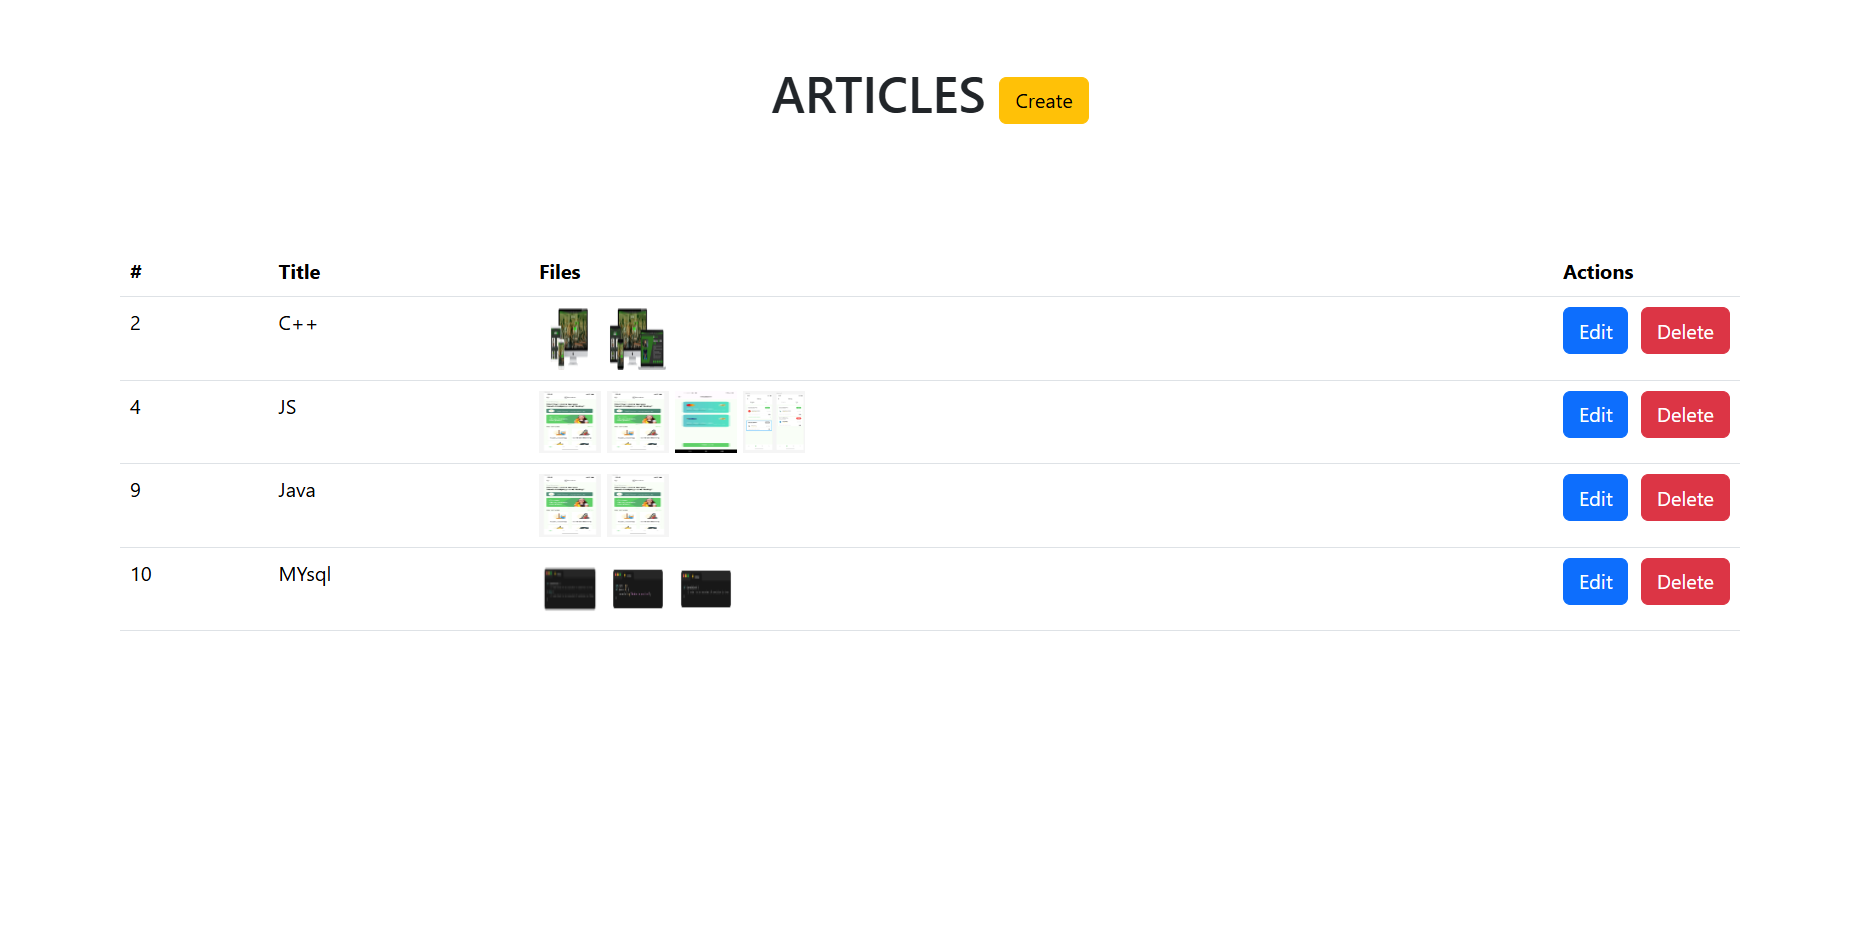 ARTICLES Create
# Title Files Actions
2 C++ Edit Delete
4 JS Edit Delete
9 Java Edit Delete
10 MYsql Edit Delete